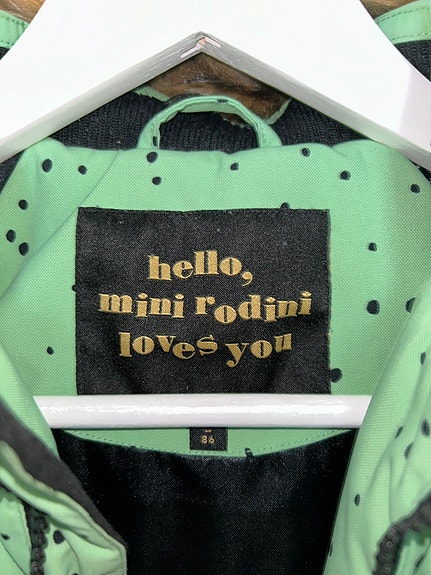 hello,
mini rodini
loves you
86